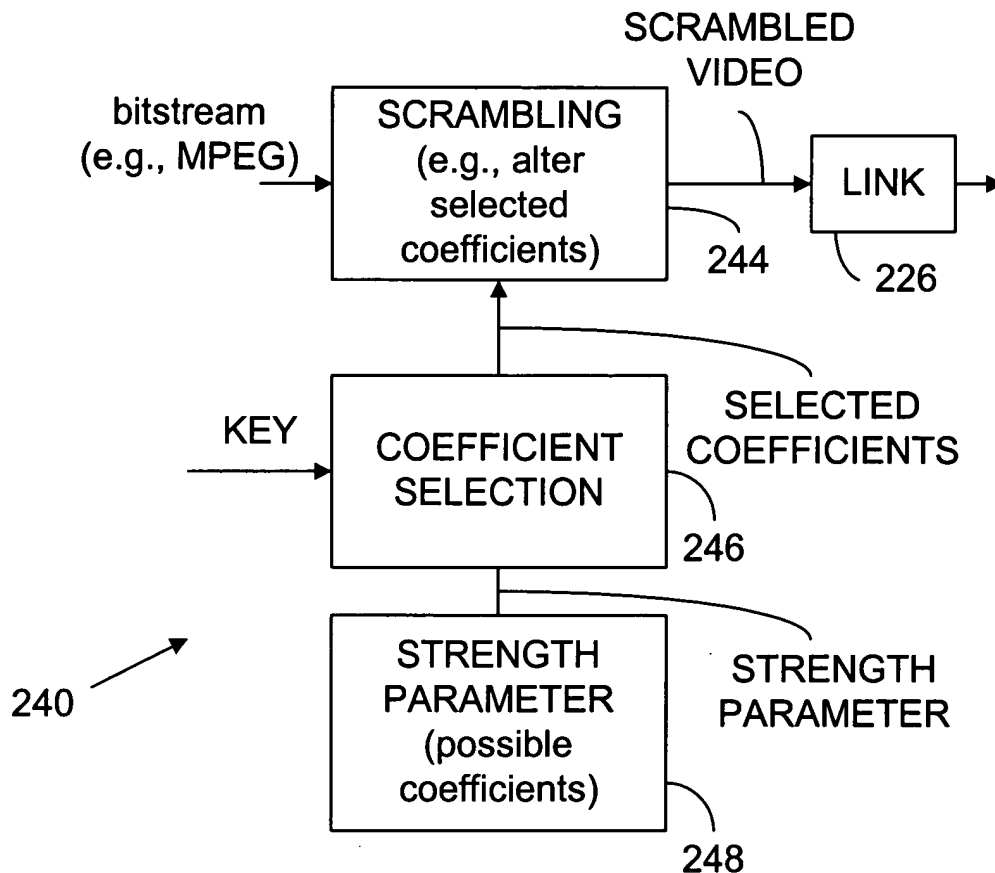 SCRAMBLED
VIDEO
bitstream
(e.g., MPEG)
SCRAMBLING
(e.g., alter
selected
coefficients)
LINK
244
226
SELECTED
COEFFICIENTS
KEY
COEFFICIENT
SELECTION
246
STRENGTH
PARAMETER
(possible
coefficients)
STRENGTH
PARAMETER
240
248